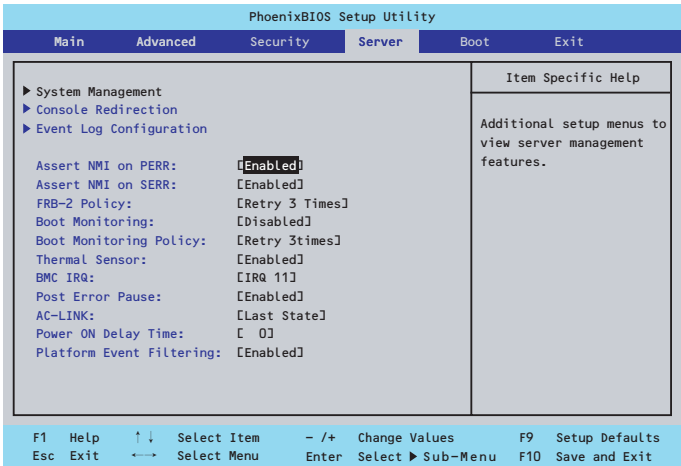 PhoenixBIOS Setup Utility
Main Advanced Security Server Boot Exit
▶ System Management
▶ Console Redirection
▶ Event Log Configuration
Assert NMI on PERR: [Enabled]
Assert NMI on SERR: [Enabled]
FRB-2 Policy: [Retry 3 Times]
Boot Monitoring: [Disabled]
Boot Monitoring Policy: [Retry 3times]
Thermal Sensor: [Enabled]
BMC IRQ: [IRQ 11]
Post Error Pause: [Enabled]
AC-LINK: [Last State]
Power ON Delay Time: [ 0]
Platform Event Filtering: [Enabled]
Item Specific Help
Additional setup menus to
view server management
features.
F1 Help ↑↓ Select Item - /+ Change Values F9 Setup Defaults
Esc Exit ←→ Select Menu Enter Select ▶ Sub-Menu F10 Save and Exit